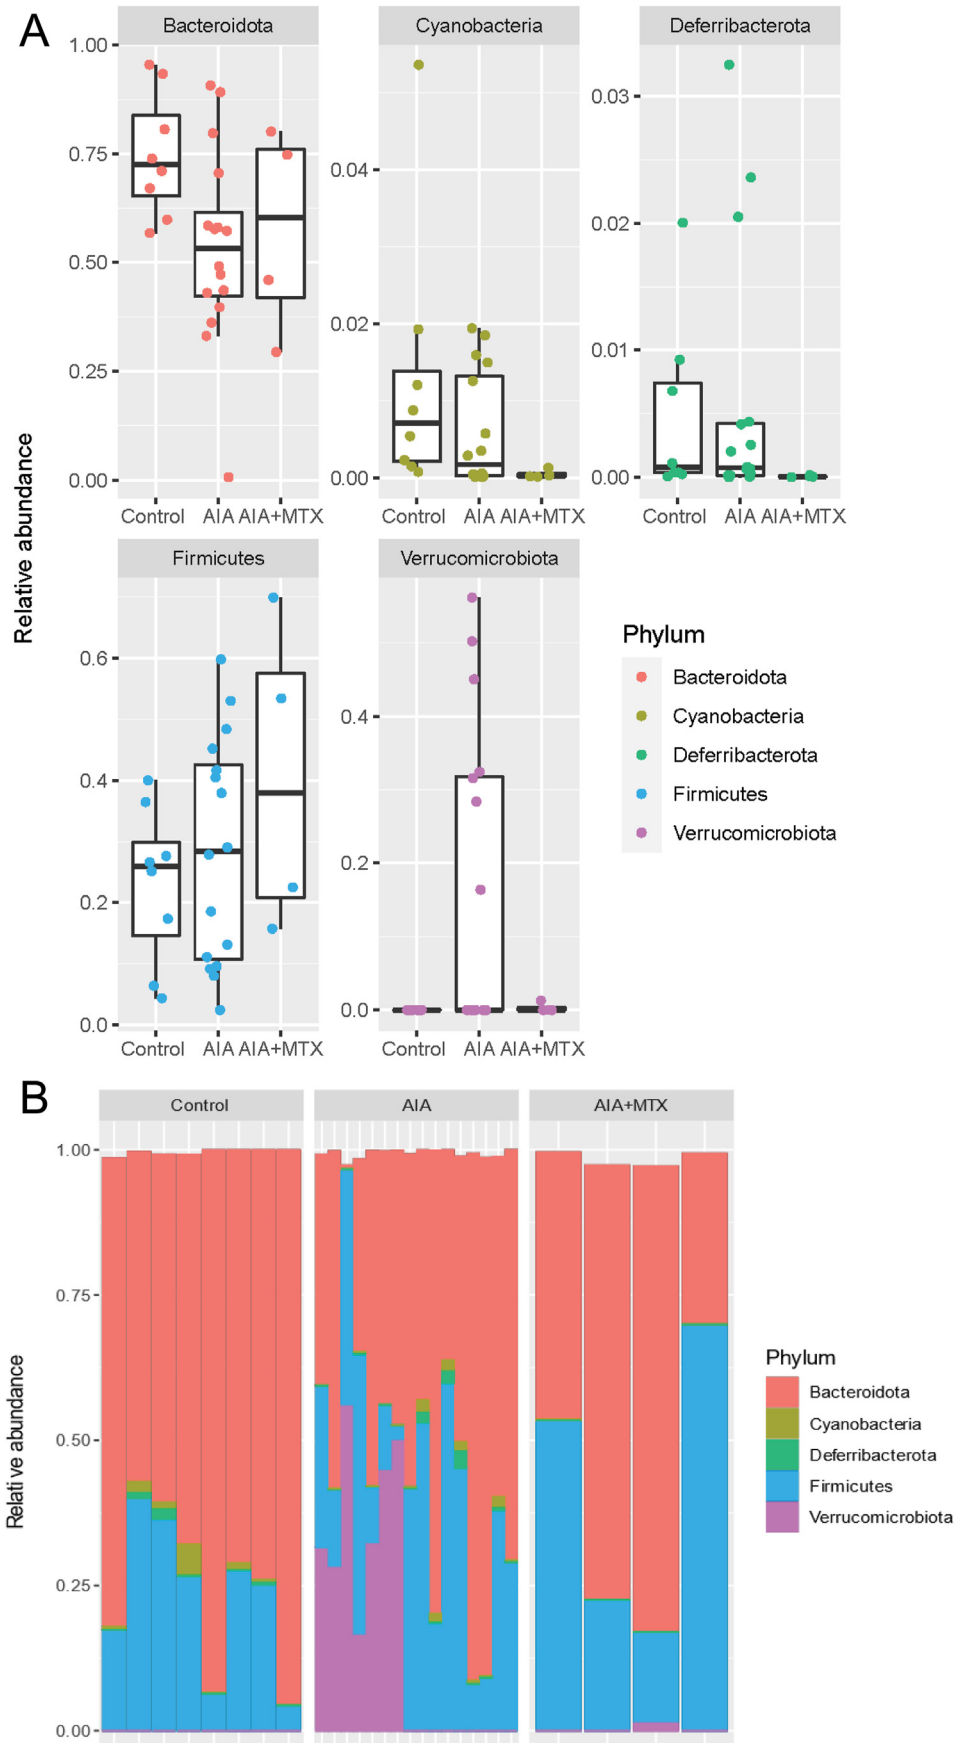 A
Bacteroidota Cyanobacteria Deferribacterota
Relative abundance
1.00
0.75
0.50
0.25
0.00
0.04
0.02
0.00
0.03
0.02
0.01
0.00
Control AIA AIA+MTX Control AIA AIA+MTX Control AIA AIA+MTX
Firmicutes Verrucomicrobiota
0.6
0.4
0.2
0.0
0.4
0.2
0.0
Control AIA AIA+MTX Control AIA AIA+MTX
Phylum
Bacteroidota
Cyanobacteria
Deferribacterota
Firmicutes
Verrucomicrobiota
B
Control AIA AIA+MTX
Relative abundance
1.00
0.75
0.50
0.25
0.00
Phylum
Bacteroidota
Cyanobacteria
Deferribacterota
Firmicutes
Verrucomicrobiota